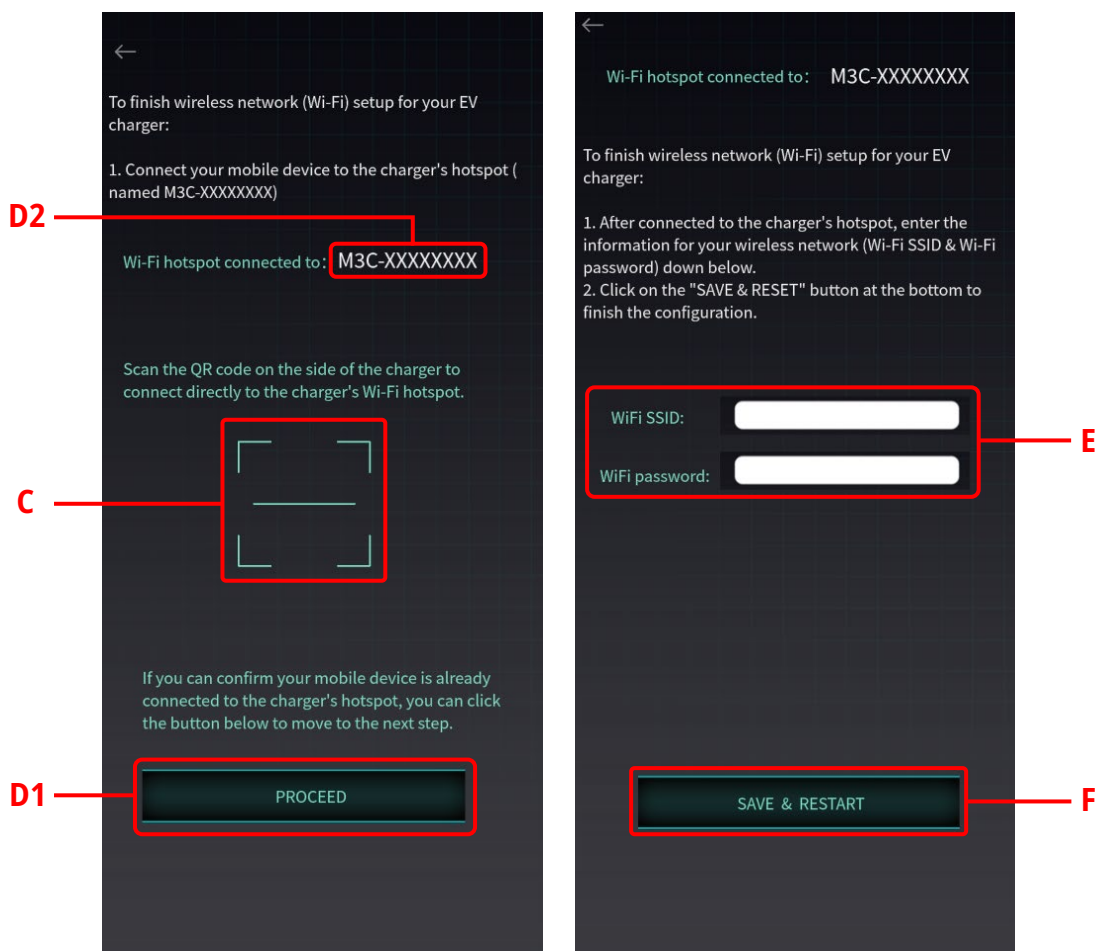 To finish wireless network (Wi-Fi) setup for your EV
charger:
1. Connect your mobile device to the charger's hotspot (
named M3C-XXXXXXXX)
D2
Wi-Fi hotspot connected to: M3C-XXXXXXXX
Scan the QR code on the side of the charger to
connect directly to the charger's Wi-Fi hotspot.
C
If you can confirm your mobile device is already
connected to the charger's hotspot, you can click
the button below to move to the next step.
D1
PROCEED
Wi-Fi hotspot connected to: M3C-XXXXXXXX
To finish wireless network (Wi-Fi) setup for your EV
charger:
1. After connected to the charger's hotspot, enter the
information for your wireless network (Wi-Fi SSID & Wi-Fi
password) down below.
2. Click on the "SAVE & RESET" button at the bottom to
finish the configuration.
WiFi SSID:
E
WiFi password:
SAVE & RESTART
F